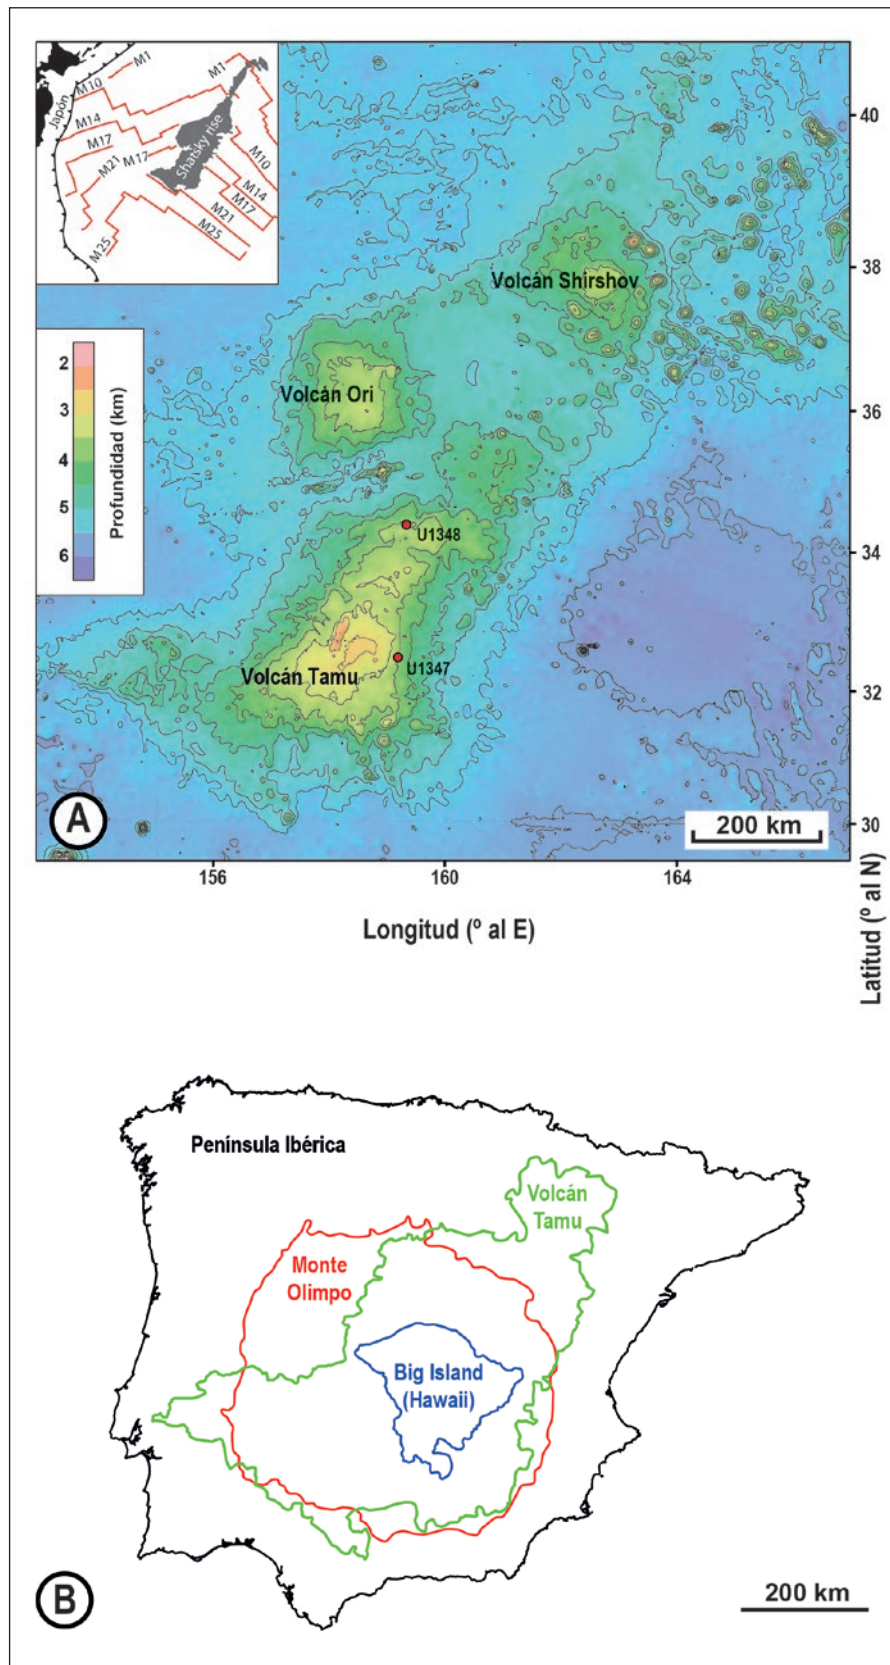 M1
M1
M10
Japón
M14
M17
M17
M21
M25
Shatsky rise
M10
M14
M17
M21
M25
40
38
36
34
32
30
Volcán Shirshov
Volcán Ori
Profundidad (km)
2
3
4
5
6
U1348
U1347
Volcán Tamu
A
200 km
156
160
164
Longitud (º al E)
Latitud (º al N)
Península Ibérica
Volcán
Tamu
Monte
Olimpo
Big Island
(Hawaii)
B
200 km